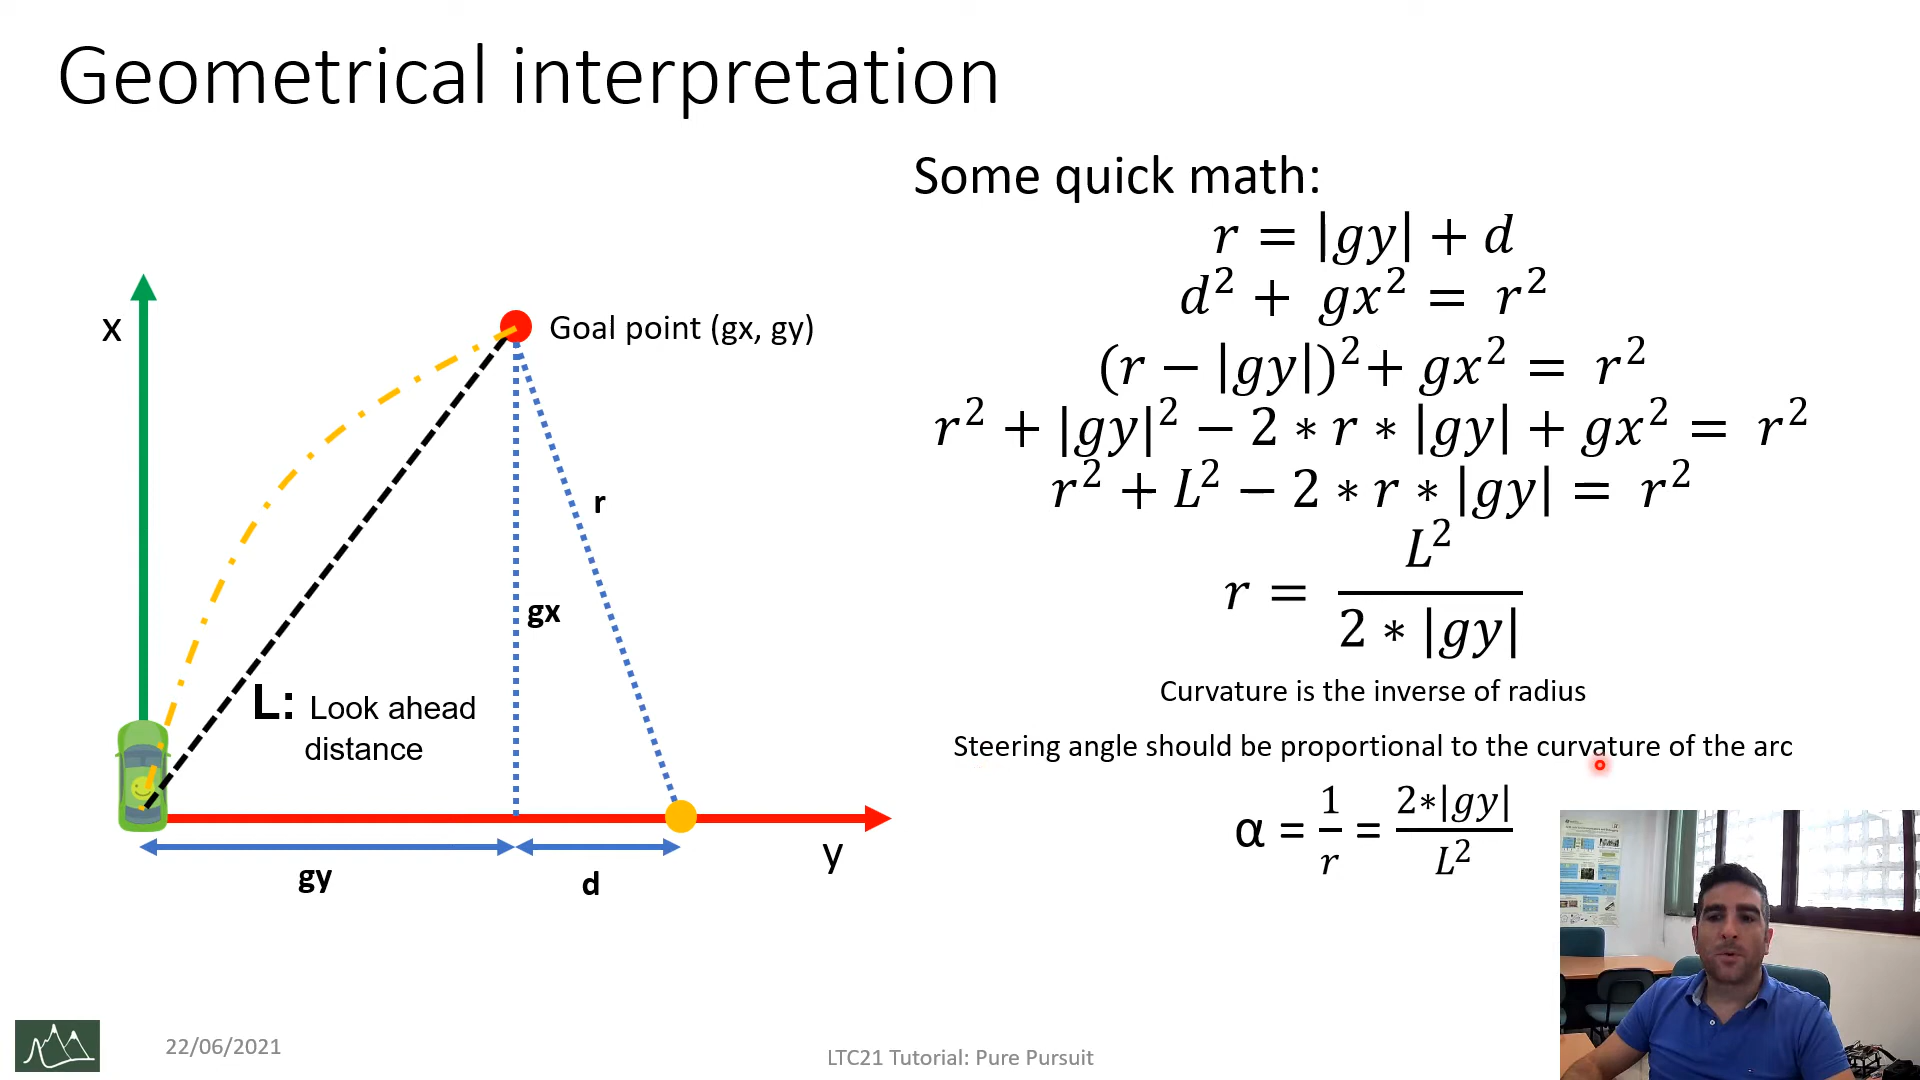 Geometrical interpretation
Some quick math:
r = |gy| + d
d² + gx² = r²
(r − |gy|)² + gx² = r²
r² + |gy|² − 2 ∗ r ∗ |gy| + gx² = r²
r² + L² − 2 ∗ r ∗ |gy| = r²
r = L² / 2 ∗ |gy|
Curvature is the inverse of radius
Steering angle should be proportional to the curvature of the arc
α = 1/r = 2∗|gy| / L²
x
Goal point (gx, gy)
r
gx
L: Look ahead
distance
y
gy
d
22/06/2021
LTC21 Tutorial: Pure Pursuit